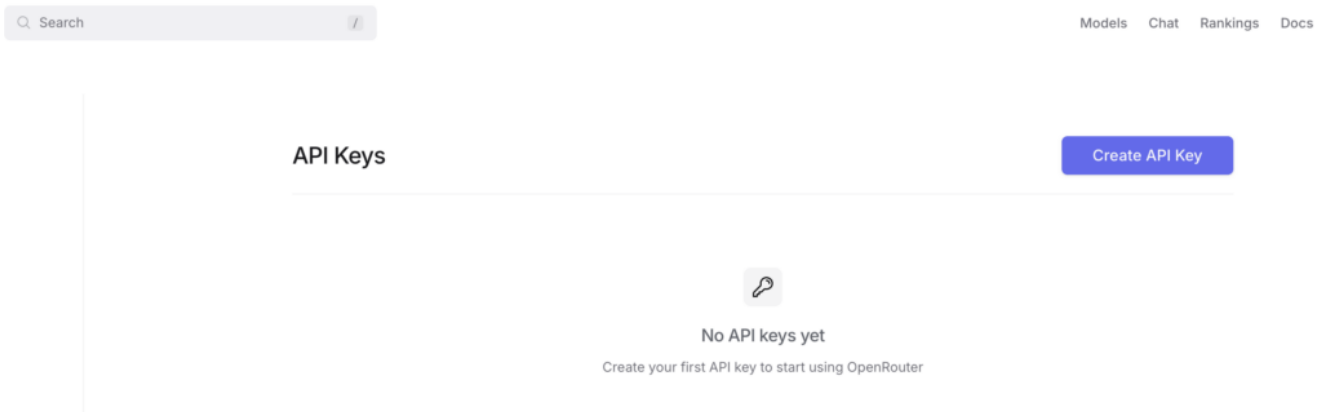 Search /
Models Chat Rankings Docs
API Keys
Create API Key
No API keys yet
Create your first API key to start using OpenRouter